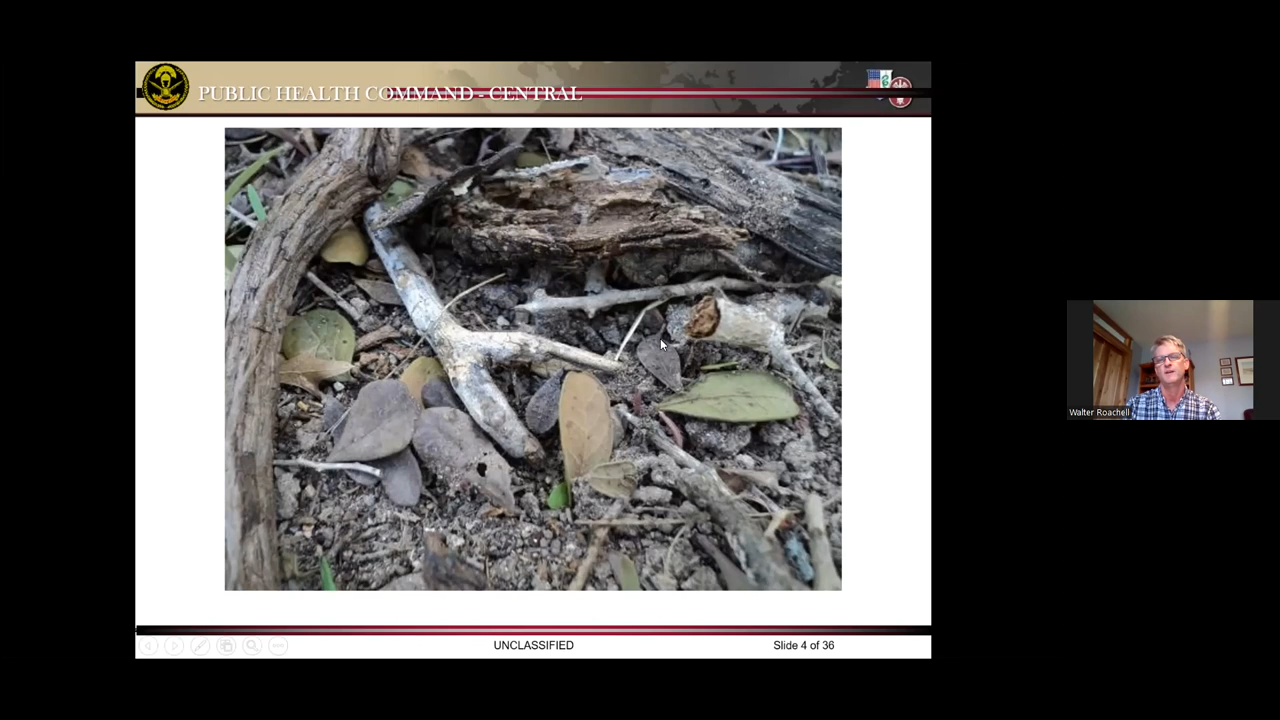 PUBLIC HEALTH COMMAND - CENTRAL
Walter Roachell
UNCLASSIFIED
Slide 4 of 36